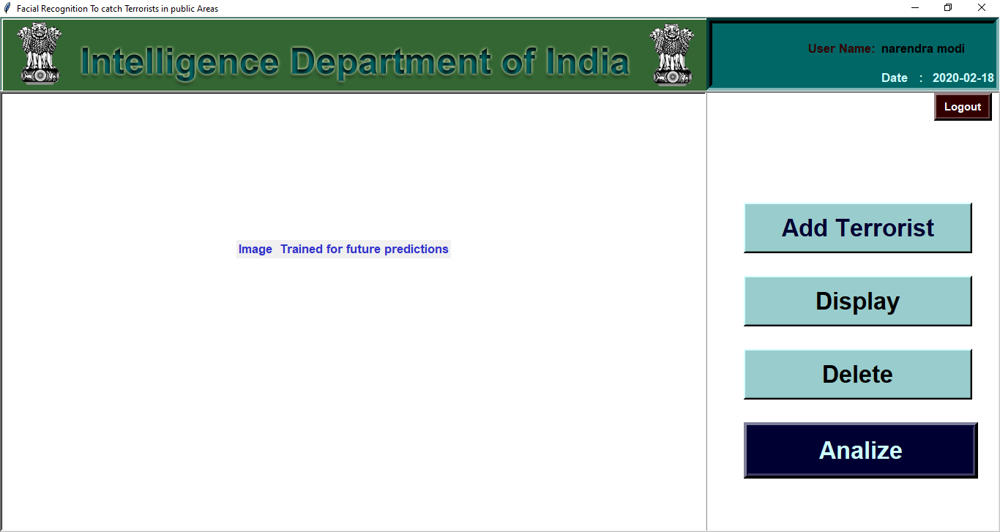 Facial Recognition To catch Terrorists in public Areas
Intelligence Department of India
User Name: narendra modi
Date : 2020-02-18
Logout
Image Trained for future predictions
Add Terrorist
Display
Delete
Analize